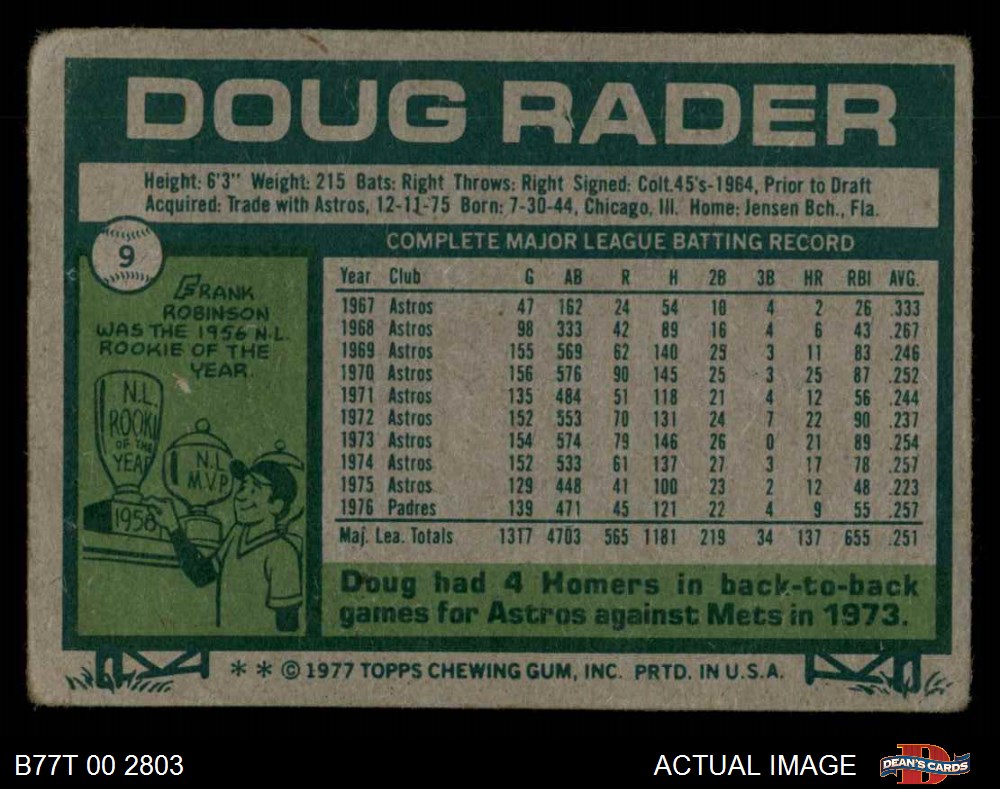 DOUG RADER
Height: 6'3" Weight: 215 Bats: Right Throws: Right Signed: Colt.45's-1964, Prior to Draft
Acquired: Trade with Astros, 12-11-75 Born: 7-30-44, Chicago, Ill. Home: Jensen Bch., Fla.
9
FRANK
ROBINSON
WAS THE 1956 N.L.
ROOKIE OF THE
YEAR.
N.L.
ROOKI
OF THE
YEAR
1956
N.L.
M.V.P.
COMPLETE MAJOR LEAGUE BATTING RECORD
Year Club G AB R H 2B 3B HR RBI AVG.
1967 Astros 47 162 24 54 10 4 2 26 .333
1968 Astros 98 333 42 89 16 4 6 43 .267
1969 Astros 155 569 62 140 25 3 11 83 .246
1970 Astros 156 576 90 145 25 3 25 87 .252
1971 Astros 135 484 51 118 21 4 12 56 .244
1972 Astros 152 553 70 131 24 7 22 90 .237
1973 Astros 154 574 79 146 26 0 21 89 .254
1974 Astros 152 533 61 137 27 3 17 78 .257
1975 Astros 129 448 41 100 23 2 12 48 .223
1976 Padres 139 471 45 121 22 4 9 55 .257
Maj. Lea. Totals 1317 4703 565 1181 219 34 137 655 .251
Doug had 4 Homers in back-to-back
games for Astros against Mets in 1973.
* * © 1977 TOPPS CHEWING GUM, INC. PRTD. IN U.S.A.
B77T 00 2803
ACTUAL IMAGE
D
DEAN'S CARDS